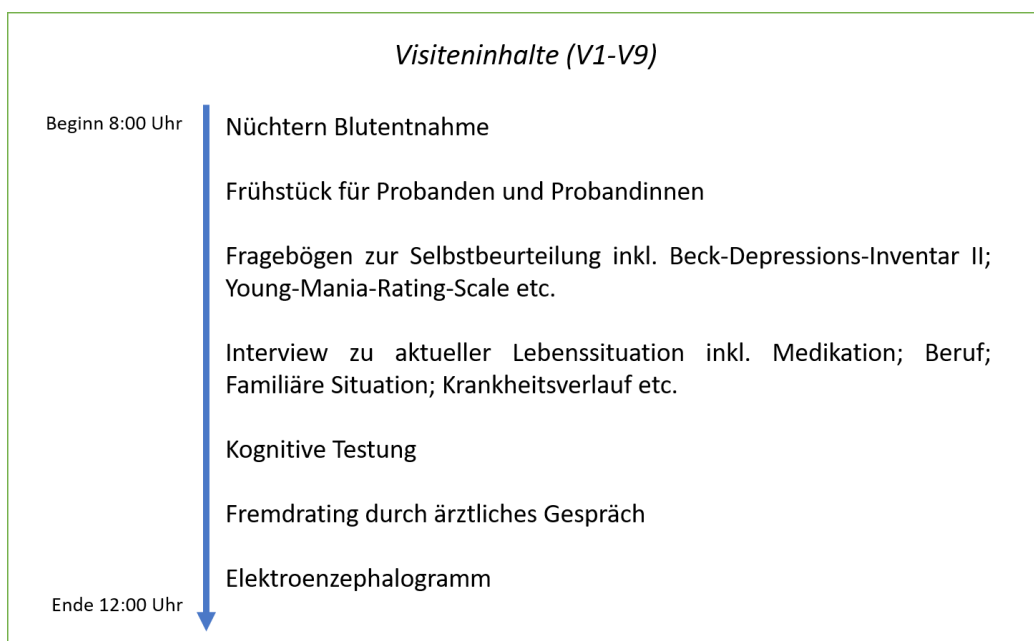 Visiteninhalte (V1-V9)
Beginn 8:00 Uhr
Nüchtern Blutentnahme
Frühstück für Probanden und Probandinnen
Fragebögen zur Selbstbeurteilung inkl. Beck-Depressions-Inventar II;
Young-Mania-Rating-Scale etc.
Interview zu aktueller Lebenssituation inkl. Medikation; Beruf;
Familiäre Situation; Krankheitsverlauf etc.
Kognitive Testung
Fremdrating durch ärztliches Gespräch
Elektroenzephalogramm
Ende 12:00 Uhr